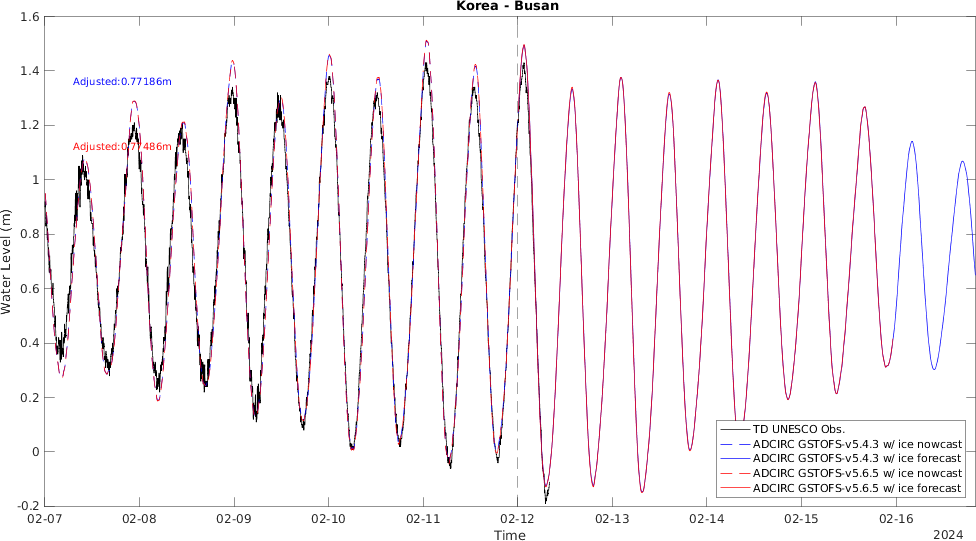 Korea - Busan
1.6
1.4
1.2
1
0.8
0.6
0.4
0.2
0
-0.2
Water Level (m)
Adjusted:0.77186m
Adjusted:0.77486m
TD UNESCO Obs.
ADCIRC GSTOFS-v5.4.3 w/ ice nowcast
ADCIRC GSTOFS-v5.4.3 w/ ice forecast
ADCIRC GSTOFS-v5.6.5 w/ ice nowcast
ADCIRC GSTOFS-v5.6.5 w/ ice forecast
02-07 02-08 02-09 02-10 02-11 02-12 02-13 02-14 02-15 02-16
Time
2024